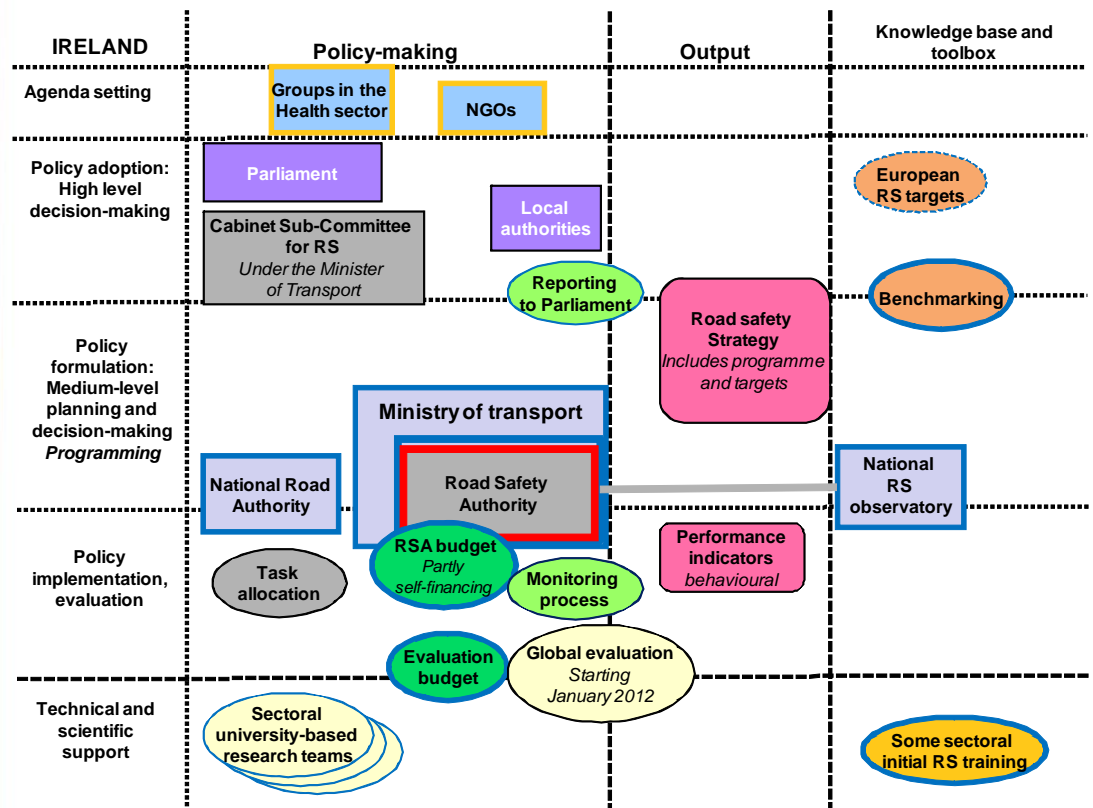 IRELAND
Policy-making
Output
Knowledge base and
toolbox
Agenda setting
Groups in the
Health sector
NGOs
Policy adoption:
High level
decision-making
Parliament
Local
authorities
Cabinet Sub-Committee
for RS
Under the Minister
of Transport
Reporting
to Parliament
European
RS targets
Benchmarking
Road safety
Strategy
Includes programme
and targets
Policy
formulation:
Medium-level
planning and
decision-making
Programming
Ministry of transport
National Road
Authority
Road Safety
Authority
National
RS
observatory
Policy
implementation,
evaluation
Task
allocation
RSA budget
Partly
self-financing
Monitoring
process
Performance
indicators
behavioural
Evaluation
budget
Global evaluation
Starting
January 2012
Technical and
scientific
support
Sectoral
university-based
research teams
Some sectoral
initial RS training